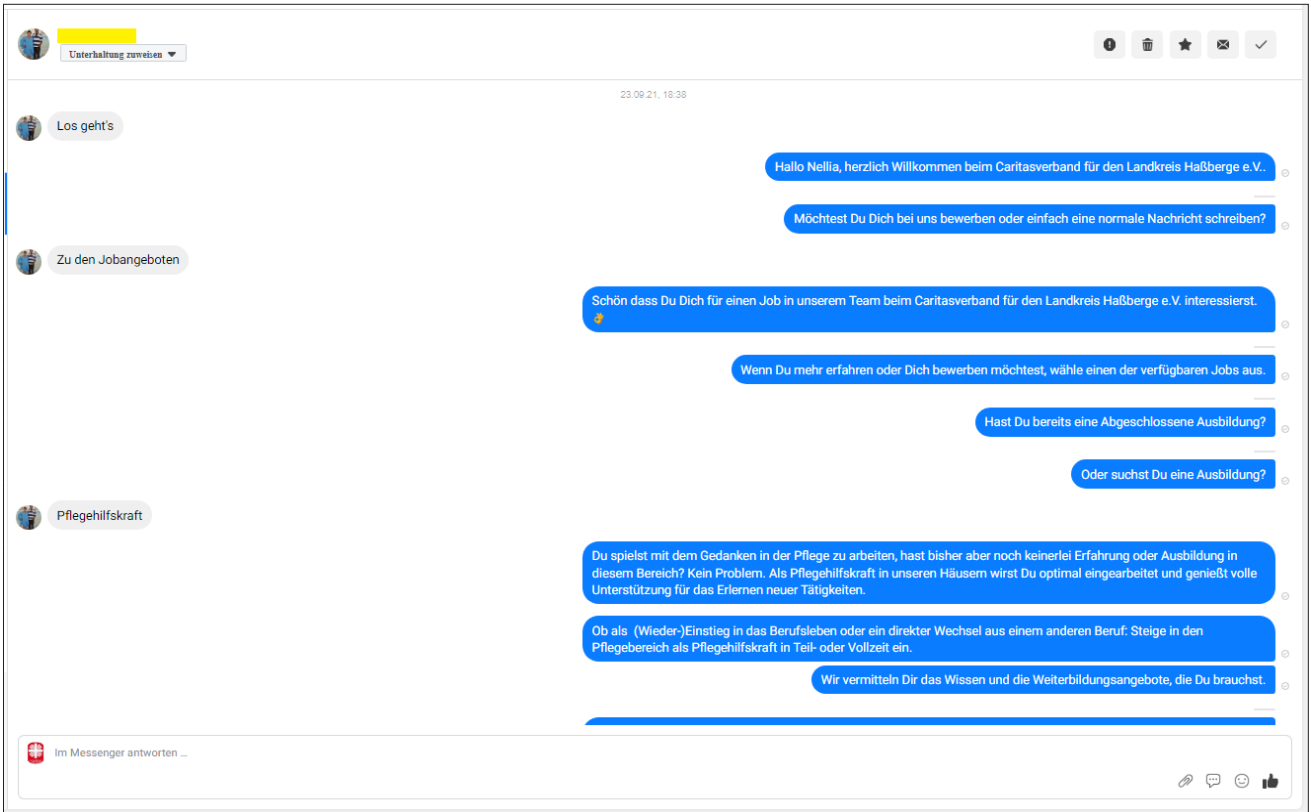 Unterhaltung zuweisen
23.09.21, 18:38
Los geht's
Hallo Nellia, herzlich Willkommen beim Caritasverband für den Landkreis Haßberge e.V..
Möchtest Du Dich bei uns bewerben oder einfach eine normale Nachricht schreiben?
Zu den Jobangeboten
Schön dass Du Dich für einen Job in unserem Team beim Caritasverband für den Landkreis Haßberge e.V. interessierst.
👌
Wenn Du mehr erfahren oder Dich bewerben möchtest, wähle einen der verfügbaren Jobs aus.
Hast Du bereits eine Abgeschlossene Ausbildung?
Oder suchst Du eine Ausbildung?
Pflegehilfskraft
Du spielst mit dem Gedanken in der Pflege zu arbeiten, hast bisher aber noch keinerlei Erfahrung oder Ausbildung in
diesem Bereich? Kein Problem. Als Pflegehilfskraft in unseren Häusern wirst Du optimal eingearbeitet und genießt volle
Unterstützung für das Erlernen neuer Tätigkeiten.
Ob als (Wieder-)Einstieg in das Berufsleben oder ein direkter Wechsel aus einem anderen Beruf: Steige in den
Pflegebereich als Pflegehilfskraft in Teil- oder Vollzeit ein.
Wir vermitteln Dir das Wissen und die Weiterbildungsangebote, die Du brauchst.
Im Messenger antworten ...